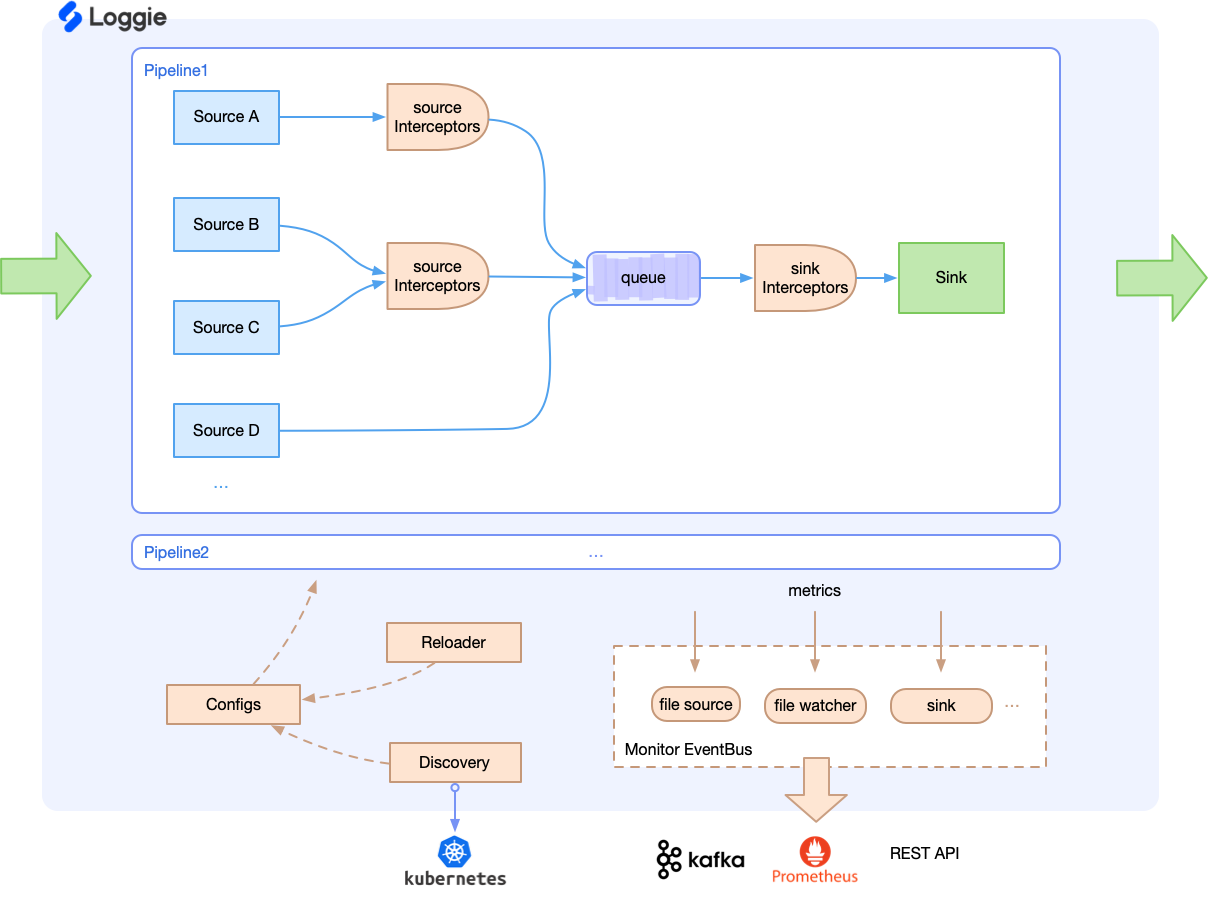 Loggie
Pipeline1
Source A
source
Interceptors
Source B
source
Interceptors
Source C
Source D
...
queue
sink
Interceptors
Sink
Pipeline2
...
metrics
Reloader
Configs
Discovery
file source
file watcher
sink
...
Monitor EventBus
kubernetes
kafka
Prometheus
REST API